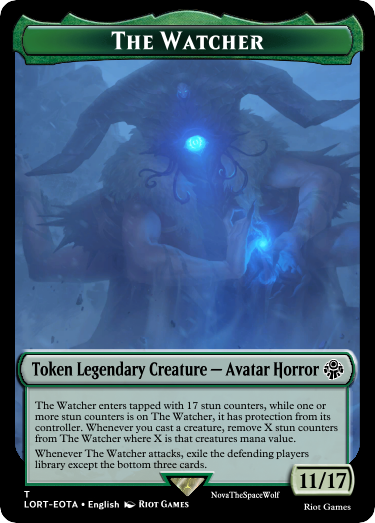 THE WATCHER
Token Legendary Creature — Avatar Horror
The Watcher enters tapped with 17 stun counters, while one or
more stun counters is on The Watcher, it has protection from its
controller. Whenever you cast a creature, remove X stun counters
from The Watcher where X is that creatures mana value.
Whenever The Watcher attacks, exile the defending players
library except the bottom three cards.
11/17
T
LORT-EOTA • English RIOT GAMES
NovaTheSpaceWolf
Riot Games